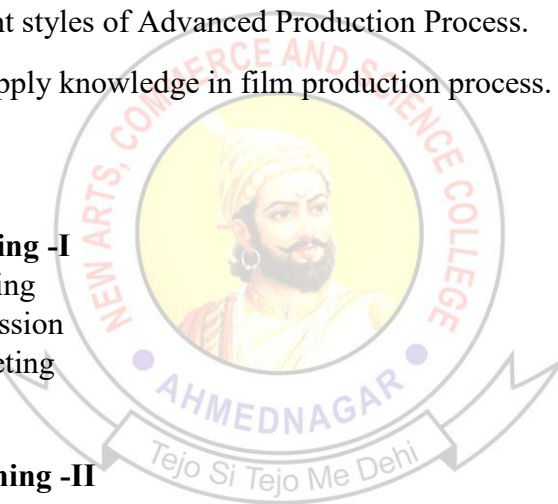 nt styles of Advanced Production Process.
pply knowledge in film production process.
NEW ARTS, COMMERCE AND SCIENCE COLLEGE
ing -I
ing
ssion
eting
AHMEDNAGAR
Tejo Si Tejo Me Dehi
ning -II